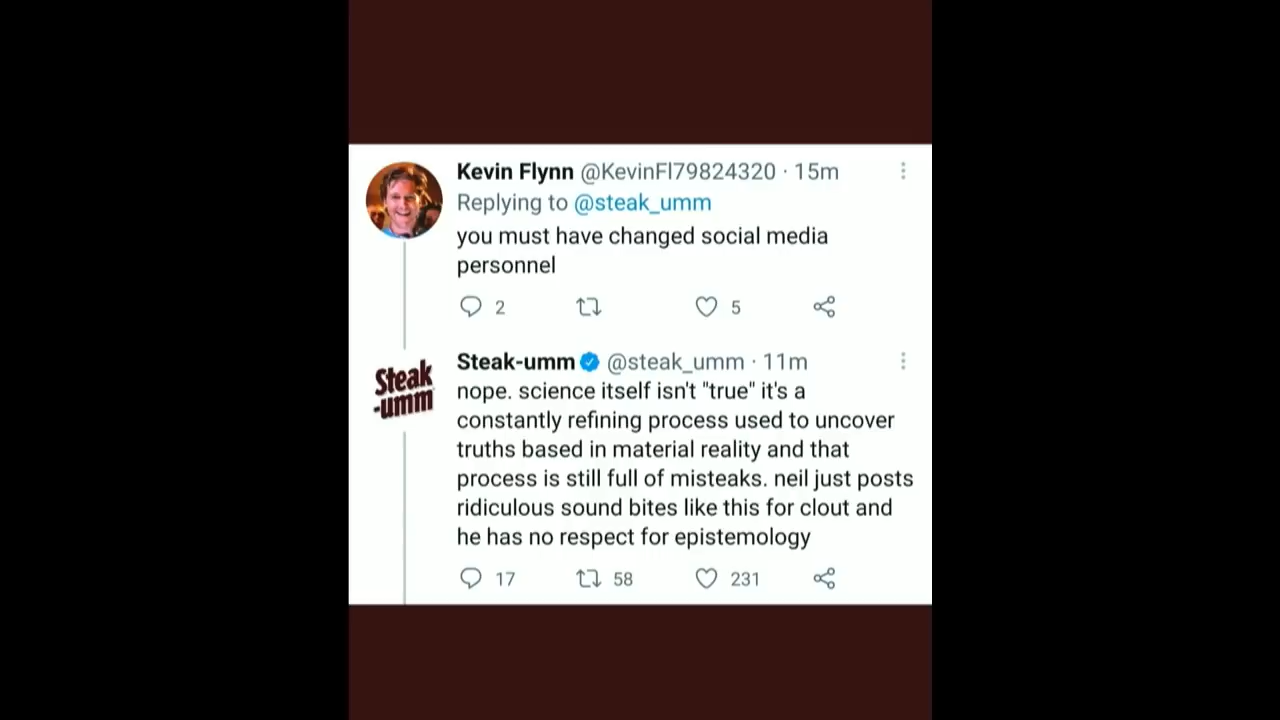 Kevin Flynn @KevinFl79824320 · 15m
Replying to @steak_umm
you must have changed social media
personnel
2 5
Steak-umm @steak_umm · 11m
Steak
-umm
nope. science itself isn't "true" it's a
constantly refining process used to uncover
truths based in material reality and that
process is still full of misteaks. neil just posts
ridiculous sound bites like this for clout and
he has no respect for epistemology
17 58 231